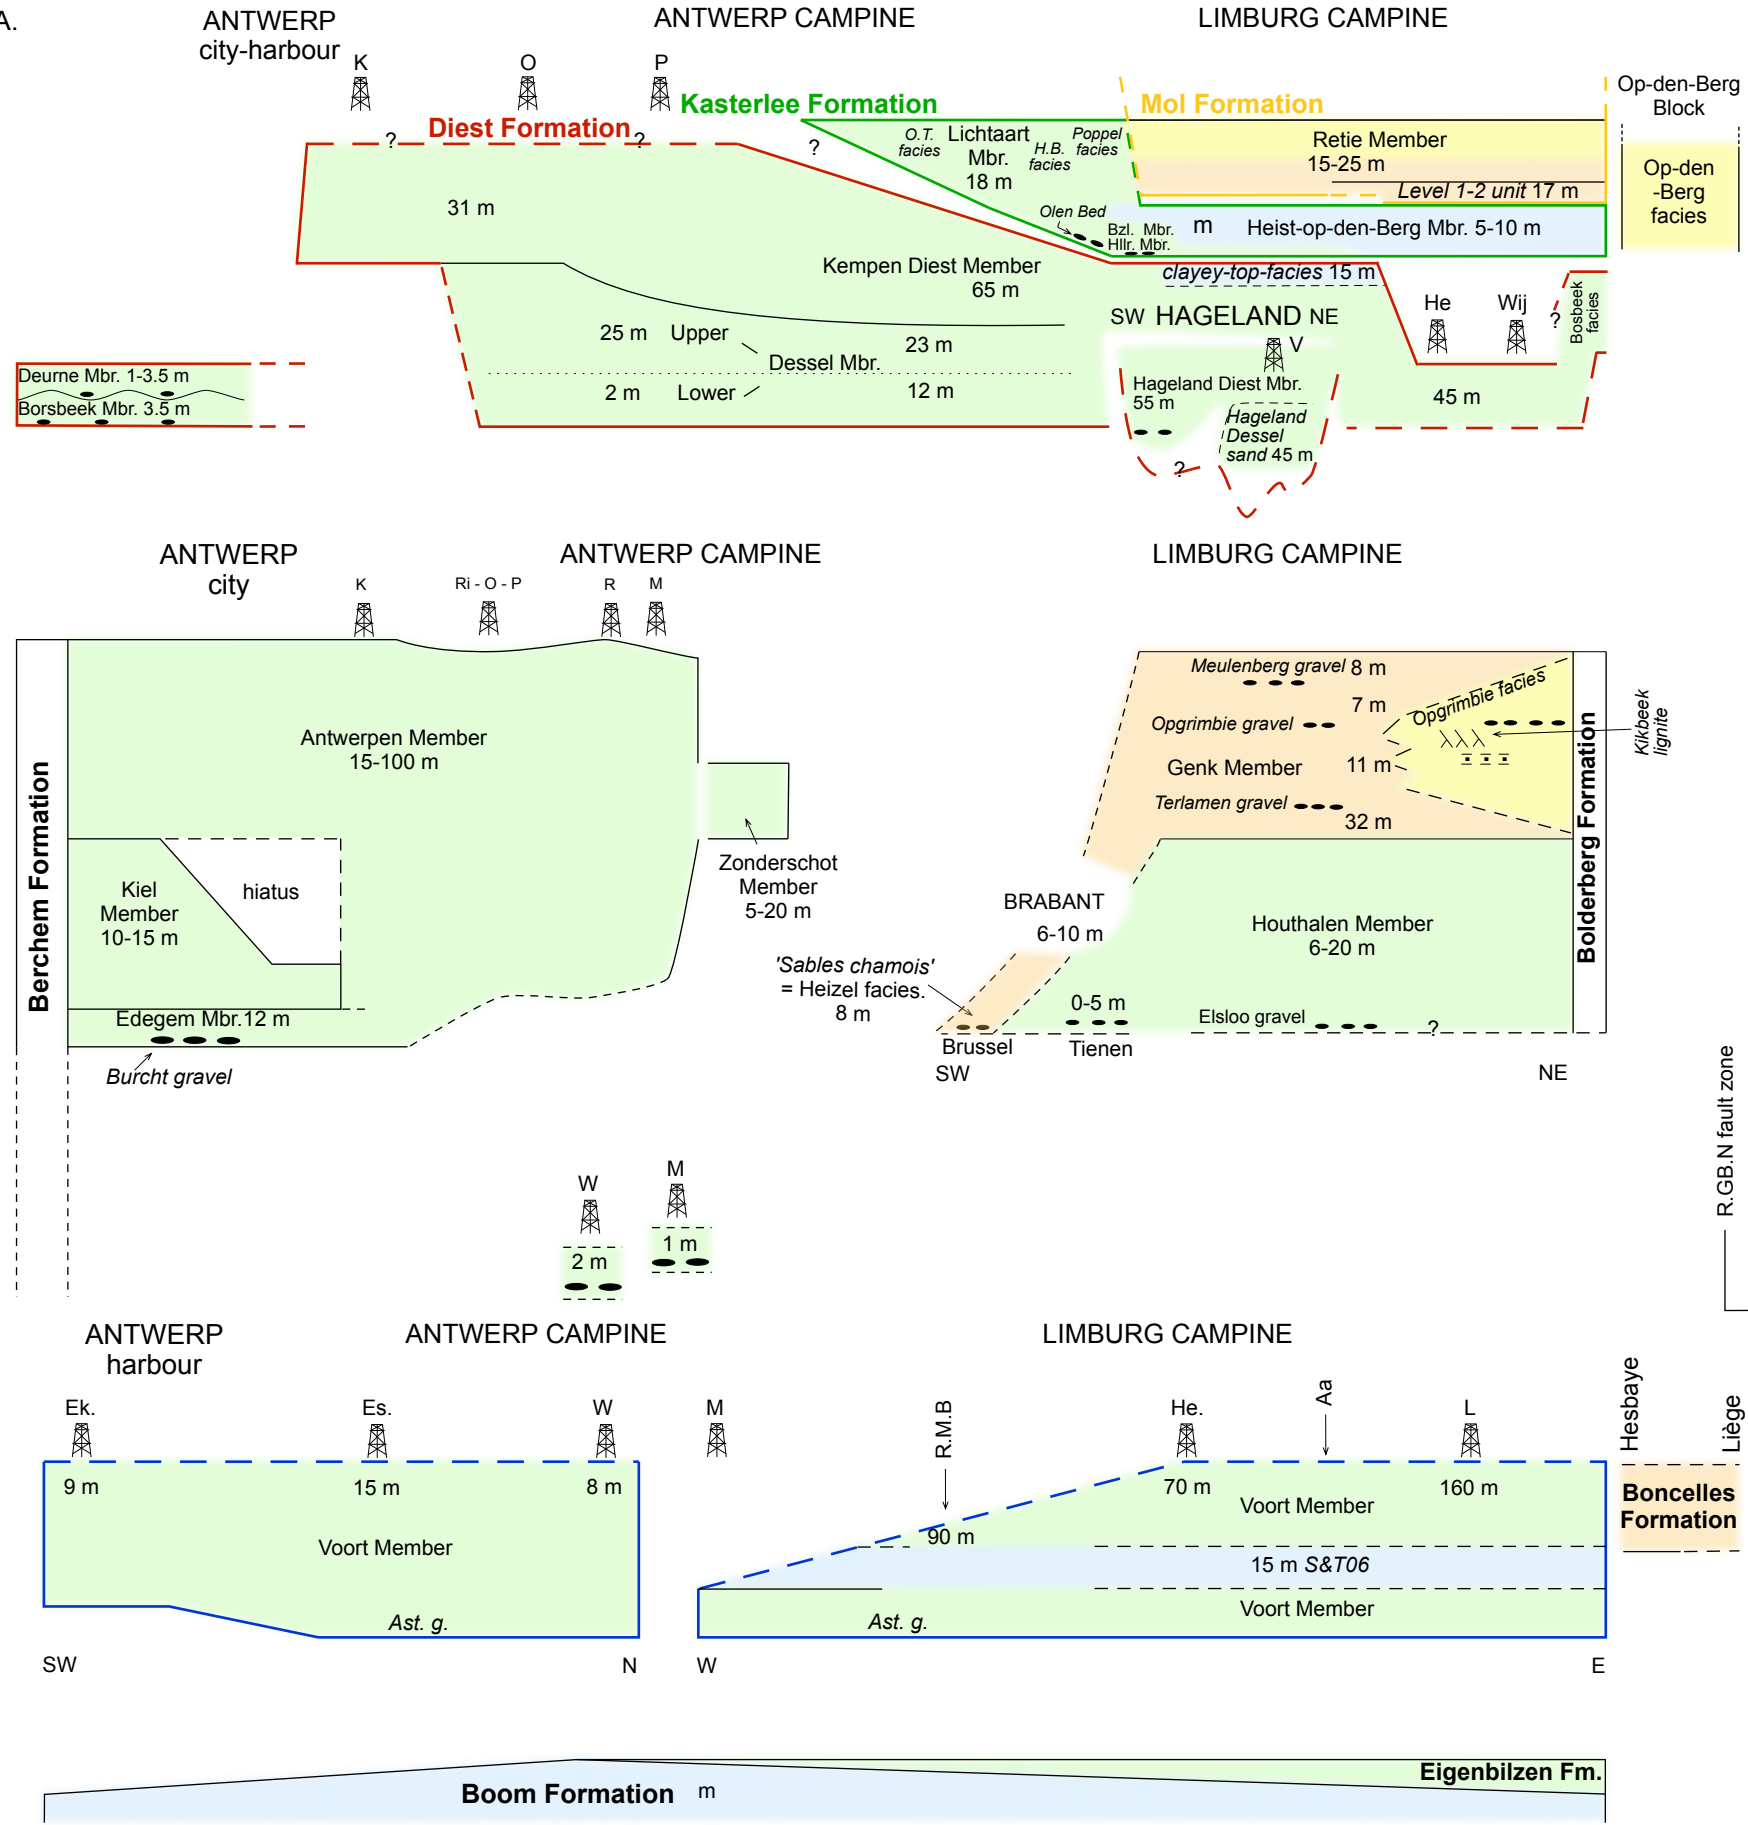 A.
ANTWERP
city-harbour
ANTWERP CAMPINE
LIMBURG CAMPINE
K
O
P
Op-den-Berg
Block
Kasterlee Formation
Mol Formation
Diest Formation
?
?
?
O.T.
facies
Lichtaart
Mbr.
18 m
H.B.
facies
Poppel
facies
Retie Member
15-25 m
Level 1-2 unit 17 m
Op-den
-Berg
facies
31 m
Olen Bed
Bzl. Mbr.
Hllr. Mbr.
m
Heist-op-den-Berg Mbr. 5-10 m
Kempen Diest Member
65 m
clayey-top-facies 15 m
SW HAGELAND NE
He
Wij
?
Bosbeek
facies
25 m
Upper
23 m
Dessel Mbr.
V
2 m
Lower
12 m
Deurne Mbr. 1-3.5 m
Borsbeek Mbr. 3.5 m
Hageland Diest Mbr.
55 m
Hageland
Dessel
sand 45 m
45 m
?
ANTWERP
city
ANTWERP CAMPINE
LIMBURG CAMPINE
K
Ri - O - P
R
M
Berchem Formation
Antwerpen Member
15-100 m
Kiel
Member
10-15 m
hiatus
Edegem Mbr.12 m
Burcht gravel
Zonderschot
Member
5-20 m
Meulenberg gravel 8 m
7 m
Opgrimbie gravel
Opgrimbie facies
Genk Member
11 m
Terlamen gravel
32 m
Kikbeek
lignite
Bolderberg Formation
BRABANT
6-10 m
Houthalen Member
6-20 m
'Sables chamois'
= Heizel facies.
8 m
0-5 m
Elsloo gravel
?
Brussel
Tienen
SW
NE
R.GB.N fault zone
W
M
2 m
1 m
ANTWERP
harbour
ANTWERP CAMPINE
LIMBURG CAMPINE
Ek.
Es.
W
M
R.M.B
He.
Aa
L
Hesbaye
Liège
9 m
15 m
8 m
70 m
160 m
Voort Member
Voort Member
90 m
15 m S&T06
Voort Member
Ast. g.
Ast. g.
Boncelles
Formation
SW
N
W
E
Boom Formation m
Eigenbilzen Fm.